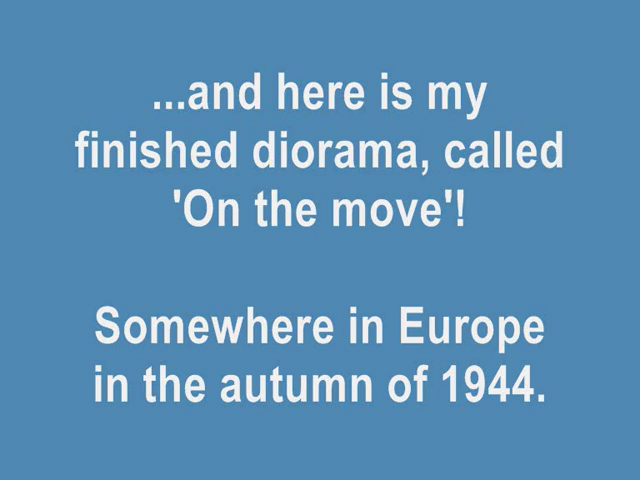 ...and here is my
finished diorama, called
'On the move'!
Somewhere in Europe
in the autumn of 1944.